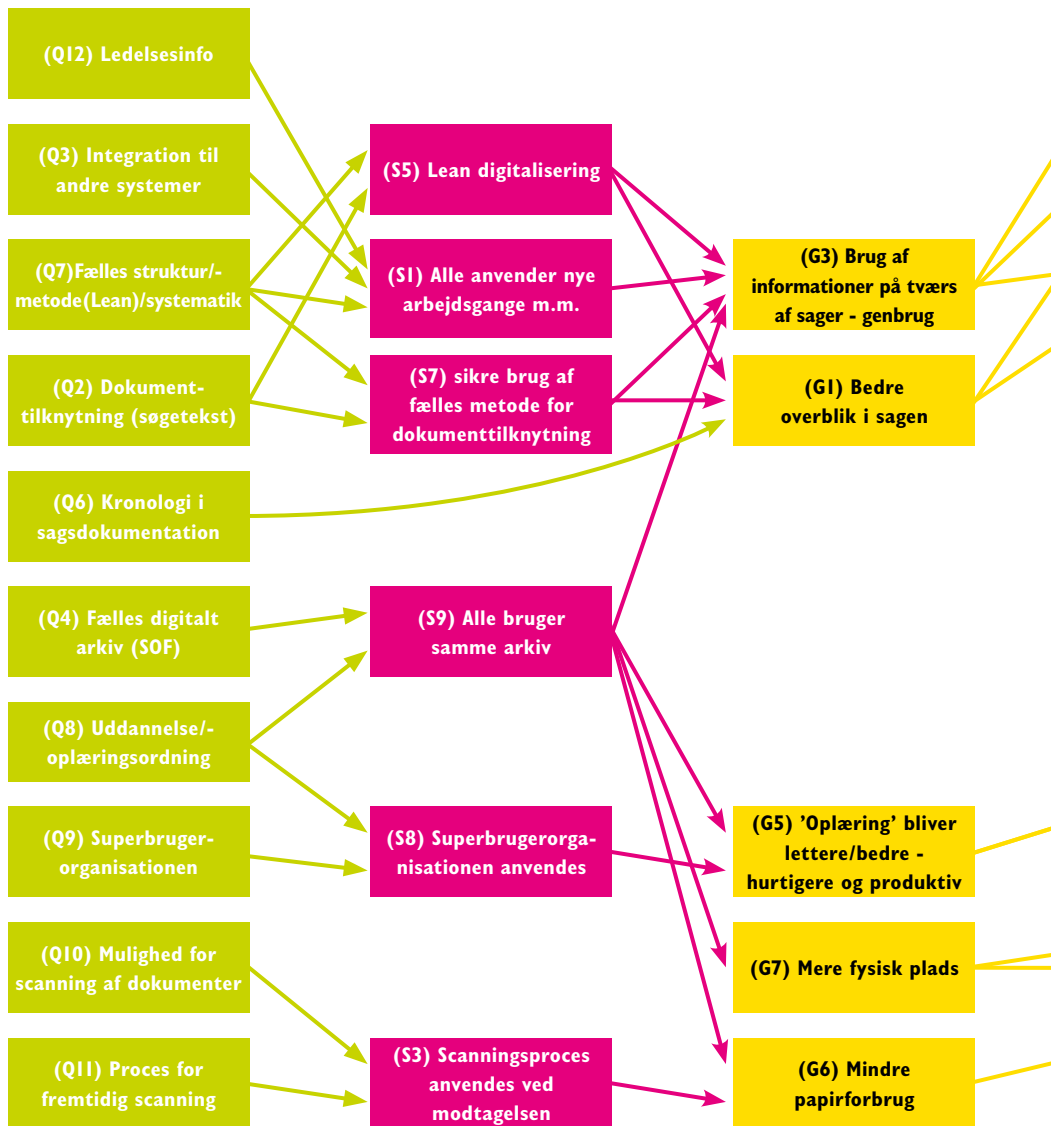 (Q12) Ledelsesinfo
(Q3) Integration til
andre systemer
(Q7)Fælles struktur/-
metode(Lean)/systematik
(Q2) Dokument-
tilknytning (søgetekst)
(Q6) Kronologi i
sagsdokumentation
(Q4) Fælles digitalt
arkiv (SOF)
(Q8) Uddannelse/-
oplæringsordning
(Q9) Superbruger-
organisationen
(Q10) Mulighed for
scanning af dokumenter
(Q11) Proces for
fremtidig scanning
(S5) Lean digitalisering
(S1) Alle anvender nye
arbejdsgange m.m.
(S7) sikre brug af
fælles metode for
dokumenttilknytning
(S9) Alle bruger
samme arkiv
(S8) Superbrugerorga-
nisationen anvendes
(S3) Scanningsproces
anvendes ved
modtagelsen
(G3) Brug af
informationer på tværs
af sager - genbrug
(G1) Bedre
overblik i sagen
(G5) ’Oplæring’ bliver
lettere/bedre -
hurtigere og produktiv
(G7) Mere fysisk plads
(G6) Mindre
papirforbrug